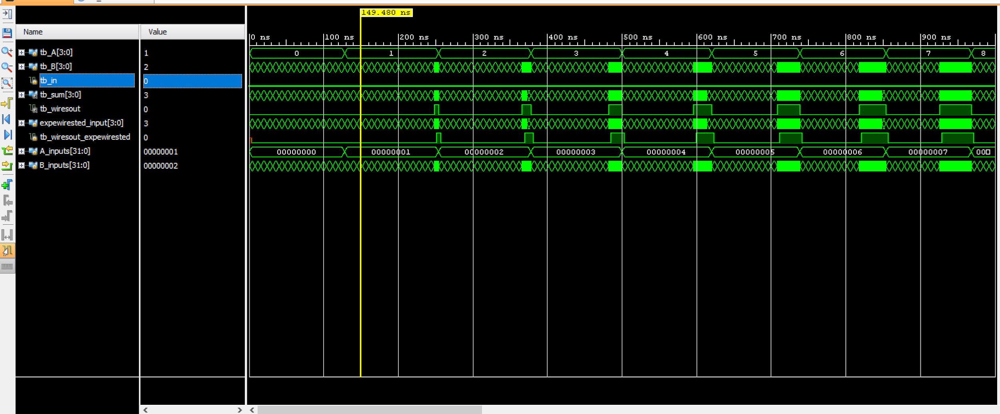 149.480 ns
Name Value
0 ns 100 ns 200 ns 300 ns 400 ns 500 ns 600 ns 700 ns 800 ns 900 ns
tb_A[3:0] 1 0 1 2 3 4 5 6 7 8
tb_B[3:0] 2
tb_in 0
tb_sum[3:0] 3
tb_wiresout 0
expewirested_input[3:0] 3
tb_wiresout_expewirested 0
A_inputs[31:0] 00000001 00000000 00000001 00000002 00000003 00000004 00000005 00000006 00000007 00
B_inputs[31:0] 00000002